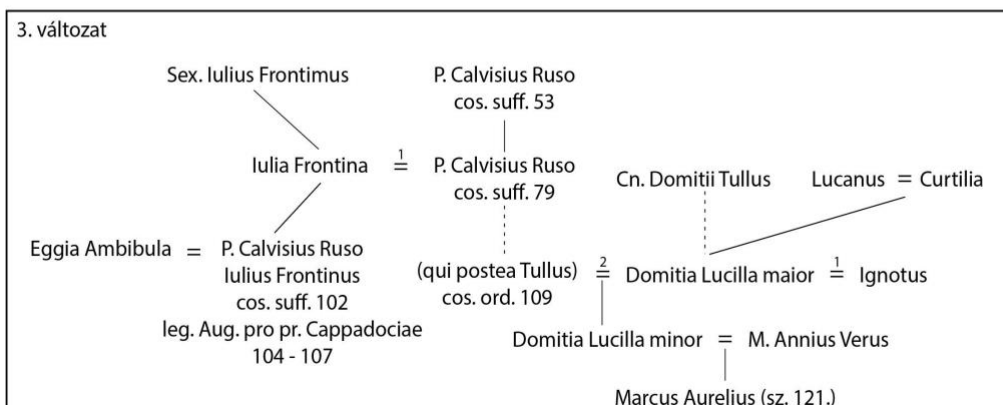 3. változat
Sex. Iulius Frontimus
P. Calvisius Ruso
cos. suff. 53
Iulia Frontina 1 = P. Calvisius Ruso
cos. suff. 79
Cn. Domitii Tullus
Lucanus = Curtilia
Eggia Ambibula = P. Calvisius Ruso
Iulius Frontinus
cos. suff. 102
leg. Aug. pro pr. Cappadociae
104 - 107
(qui postea Tullus) 2 = Domitia Lucilla maior 1 = Ignotus
cos. ord. 109
Domitia Lucilla minor = M. Annius Verus
Marcus Aurelius (sz. 121.)